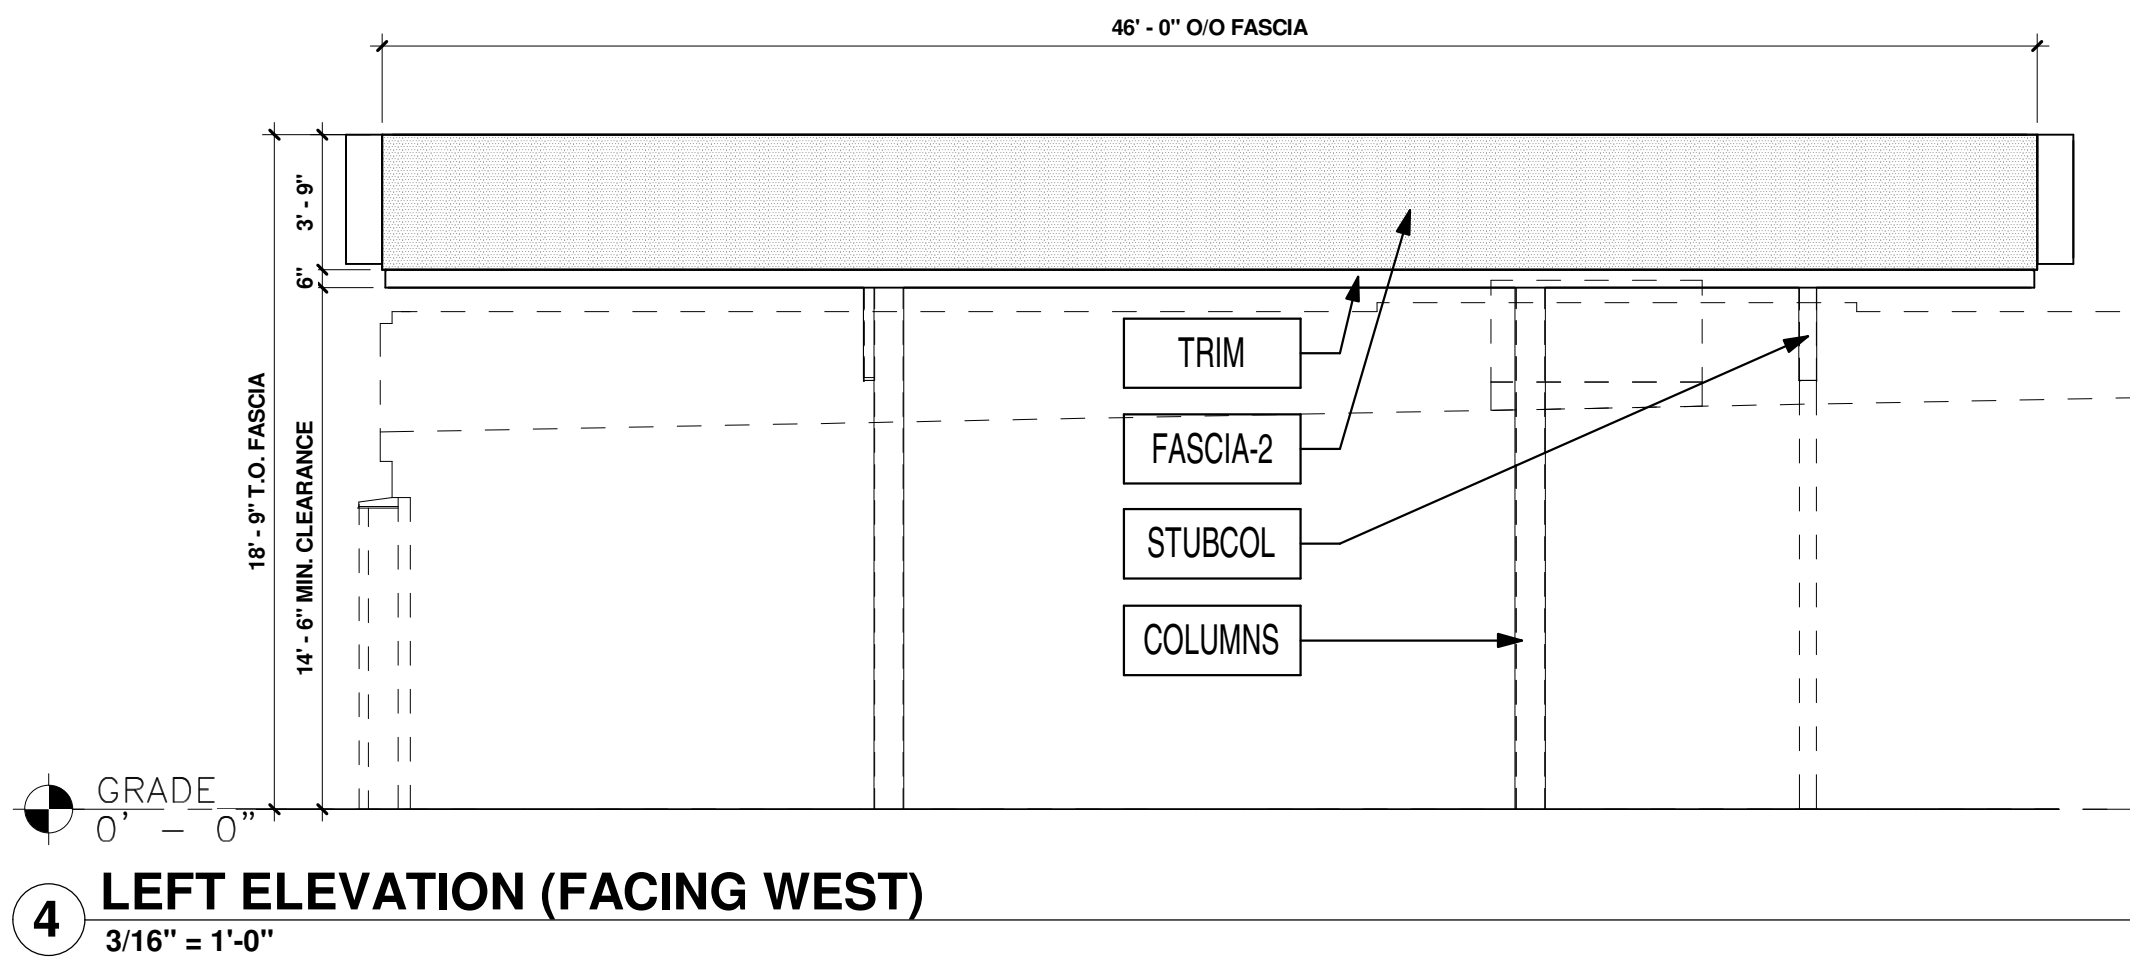 46' - 0" O/O FASCIA
3' - 9"
6"
18' - 9" T.O. FASCIA
14' - 6" MIN. CLEARANCE
TRIM
FASCIA-2
STUBCOL
COLUMNS
GRADE
0' - 0"
4
LEFT ELEVATION (FACING WEST)
3/16" = 1'-0"